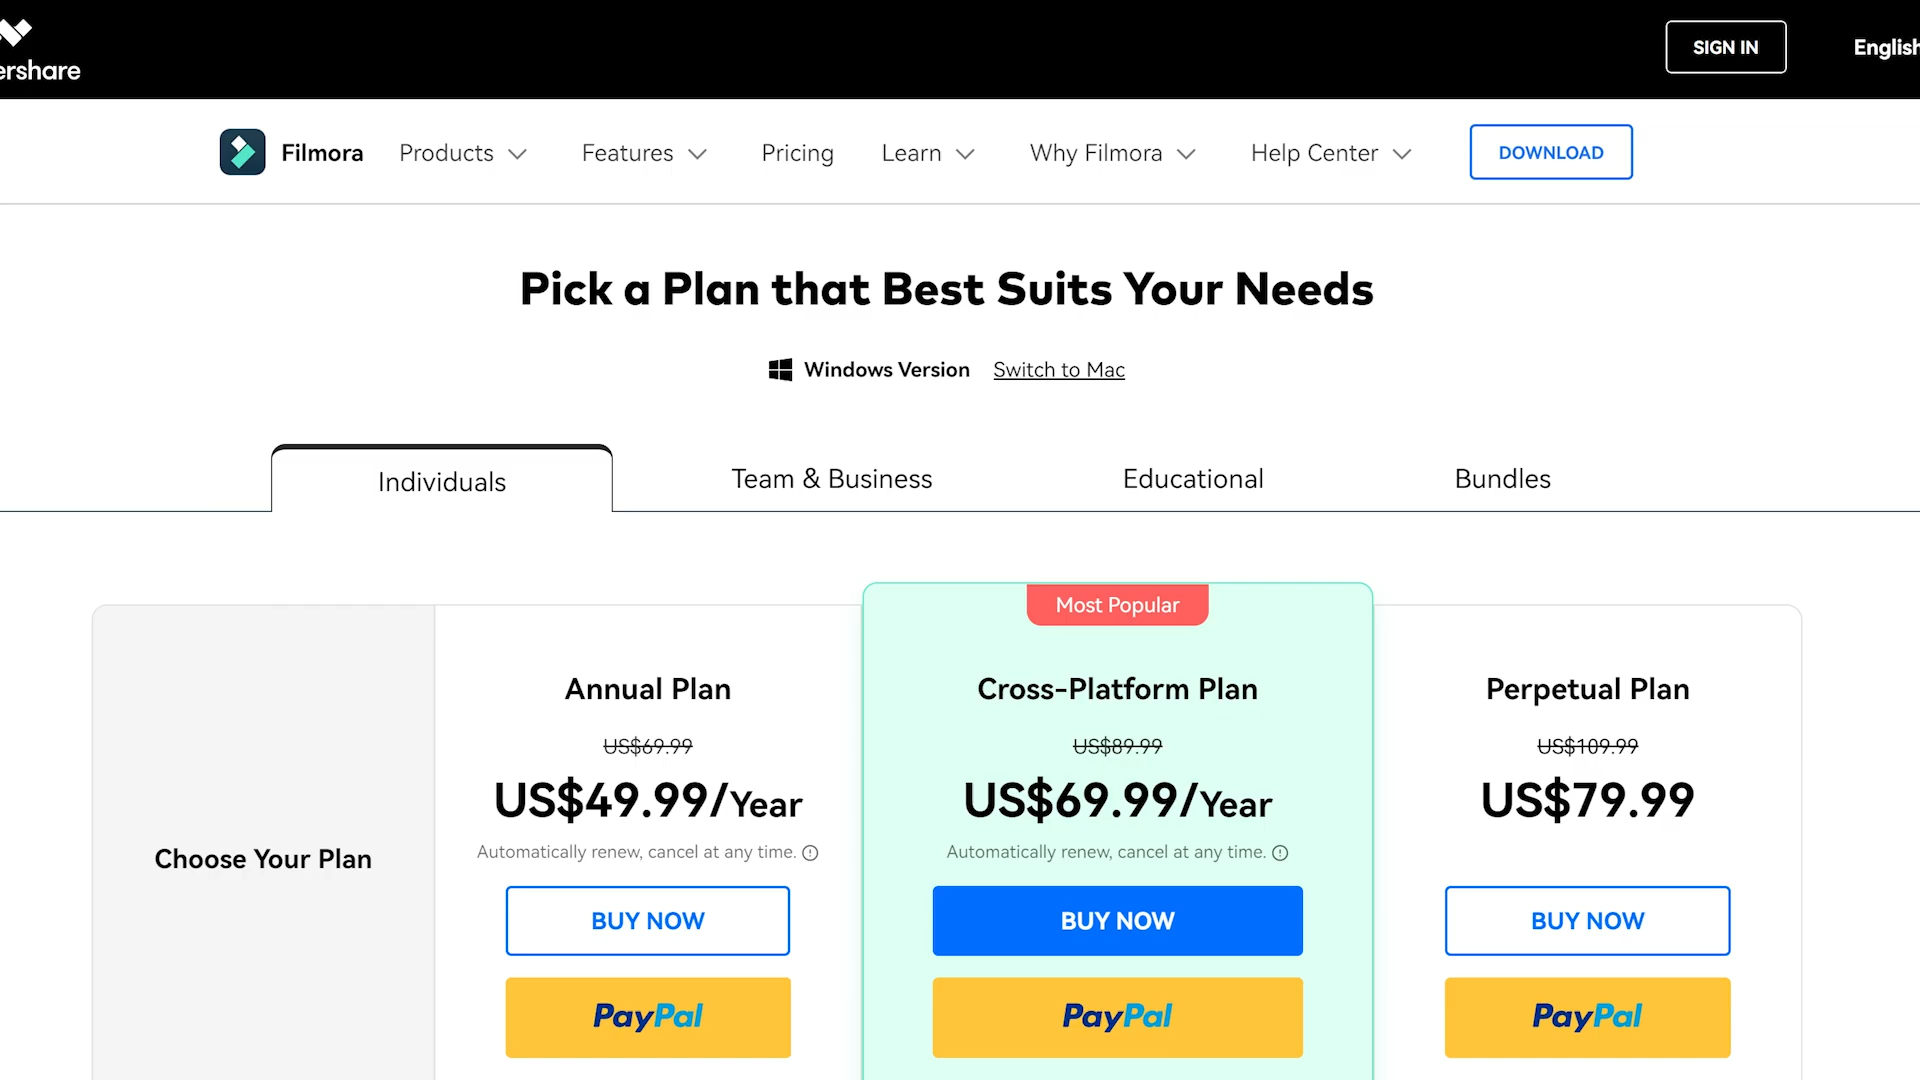 ershare
SIGN IN
English
Filmora
Products
Features
Pricing
Learn
Why Filmora
Help Center
DOWNLOAD
Pick a Plan that Best Suits Your Needs
Windows Version Switch to Mac
Individuals
Team & Business
Educational
Bundles
Choose Your Plan
Annual Plan
US$69.99
US$49.99/Year
Automatically renew, cancel at any time.
BUY NOW
PayPal
Most Popular
Cross-Platform Plan
US$89.99
US$69.99/Year
Automatically renew, cancel at any time.
BUY NOW
PayPal
Perpetual Plan
US$109.99
US$79.99
BUY NOW
PayPal